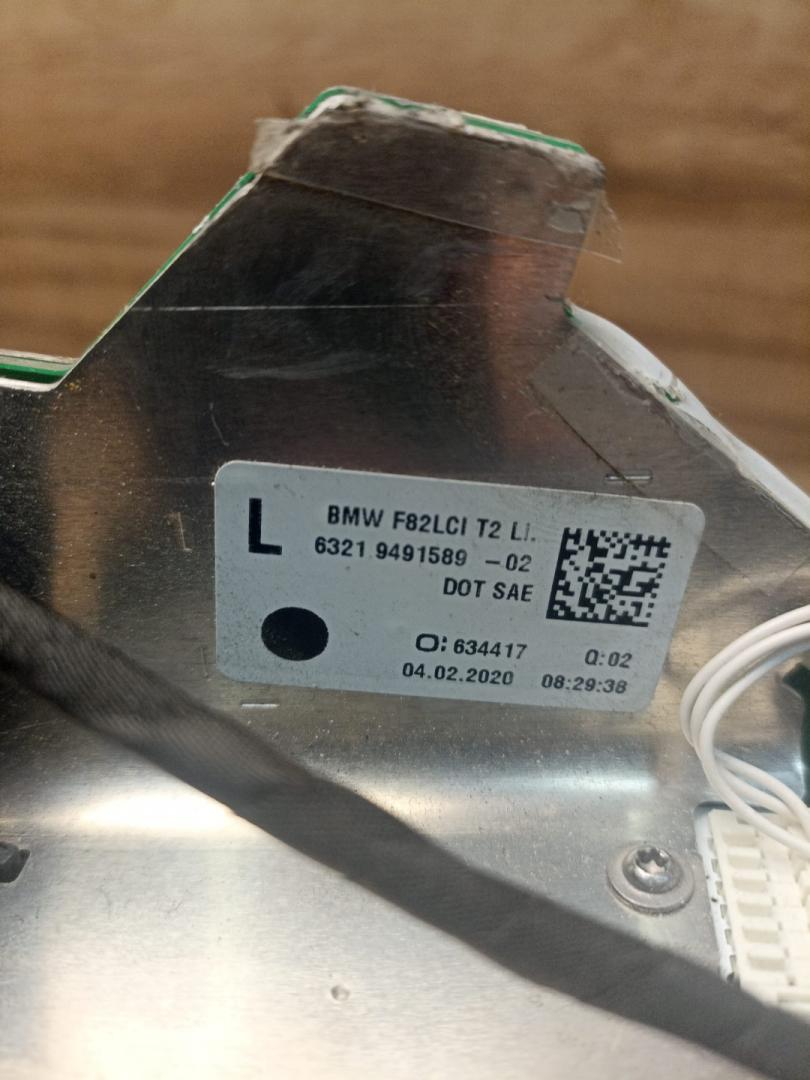 L
BMW F82LCI T2 LI.
6321 9491589 -02
DOT SAE
O: 634417 Q:02
04.02.2020 08:29:38